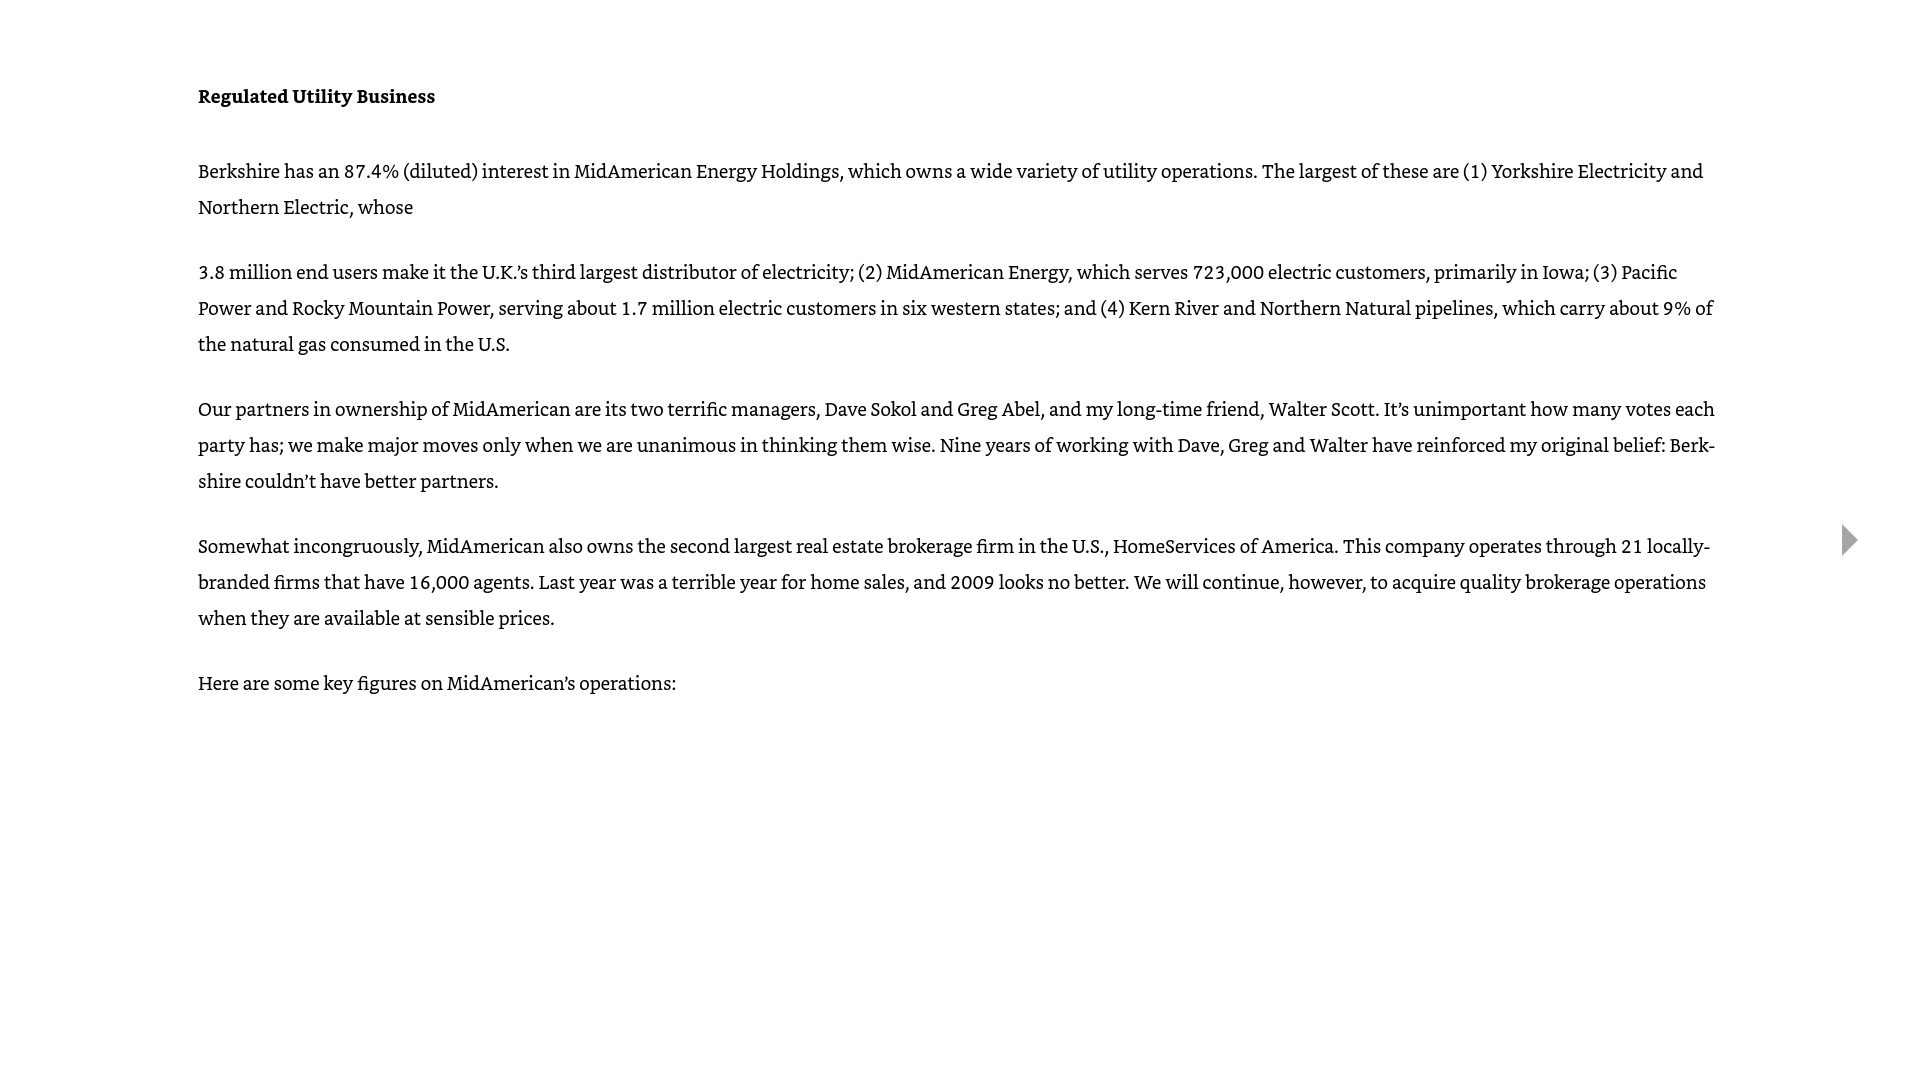 Regulated Utility Business
Berkshire has an 87.4% (diluted) interest in MidAmerican Energy Holdings, which owns a wide variety of utility operations. The largest of these are (1) Yorkshire Electricity and
Northern Electric, whose
3.8 million end users make it the U.K.’s third largest distributor of electricity; (2) MidAmerican Energy, which serves 723,000 electric customers, primarily in Iowa; (3) Pacific
Power and Rocky Mountain Power, serving about 1.7 million electric customers in six western states; and (4) Kern River and Northern Natural pipelines, which carry about 9% of
the natural gas consumed in the U.S.
Our partners in ownership of MidAmerican are its two terrific managers, Dave Sokol and Greg Abel, and my long-time friend, Walter Scott. It’s unimportant how many votes each
party has; we make major moves only when we are unanimous in thinking them wise. Nine years of working with Dave, Greg and Walter have reinforced my original belief: Berk-
shire couldn’t have better partners.
Somewhat incongruously, MidAmerican also owns the second largest real estate brokerage firm in the U.S., HomeServices of America. This company operates through 21 locally-
branded firms that have 16,000 agents. Last year was a terrible year for home sales, and 2009 looks no better. We will continue, however, to acquire quality brokerage operations
when they are available at sensible prices.
Here are some key figures on MidAmerican’s operations: